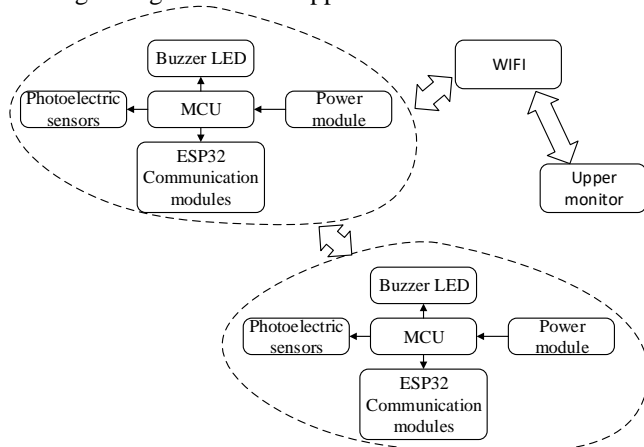 Buzzer LED
Photoelectric
sensors
MCU
Power
module
ESP32
Communication
modules
WIFI
Upper
monitor
Buzzer LED
Photoelectric
sensors
MCU
Power
module
ESP32
Communication
modules